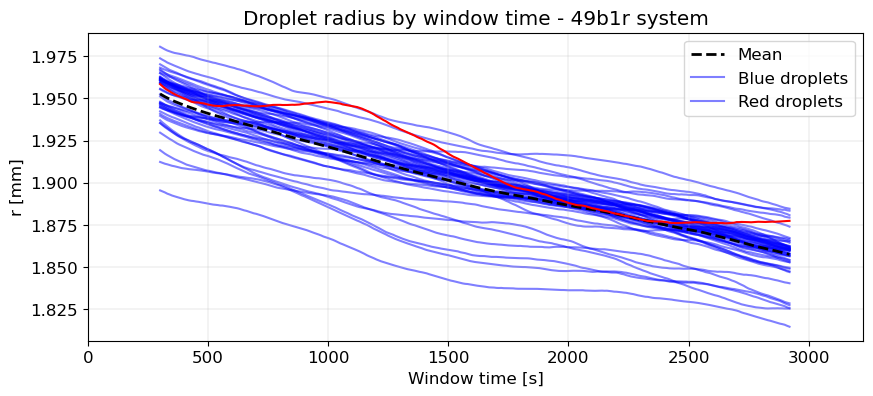 Droplet radius by window time - 49b1r system
Mean
Blue droplets
Red droplets
r [mm]
1.975
1.950
1.925
1.900
1.875
1.850
1.825
0 500 1000 1500 2000 2500 3000
Window time [s]